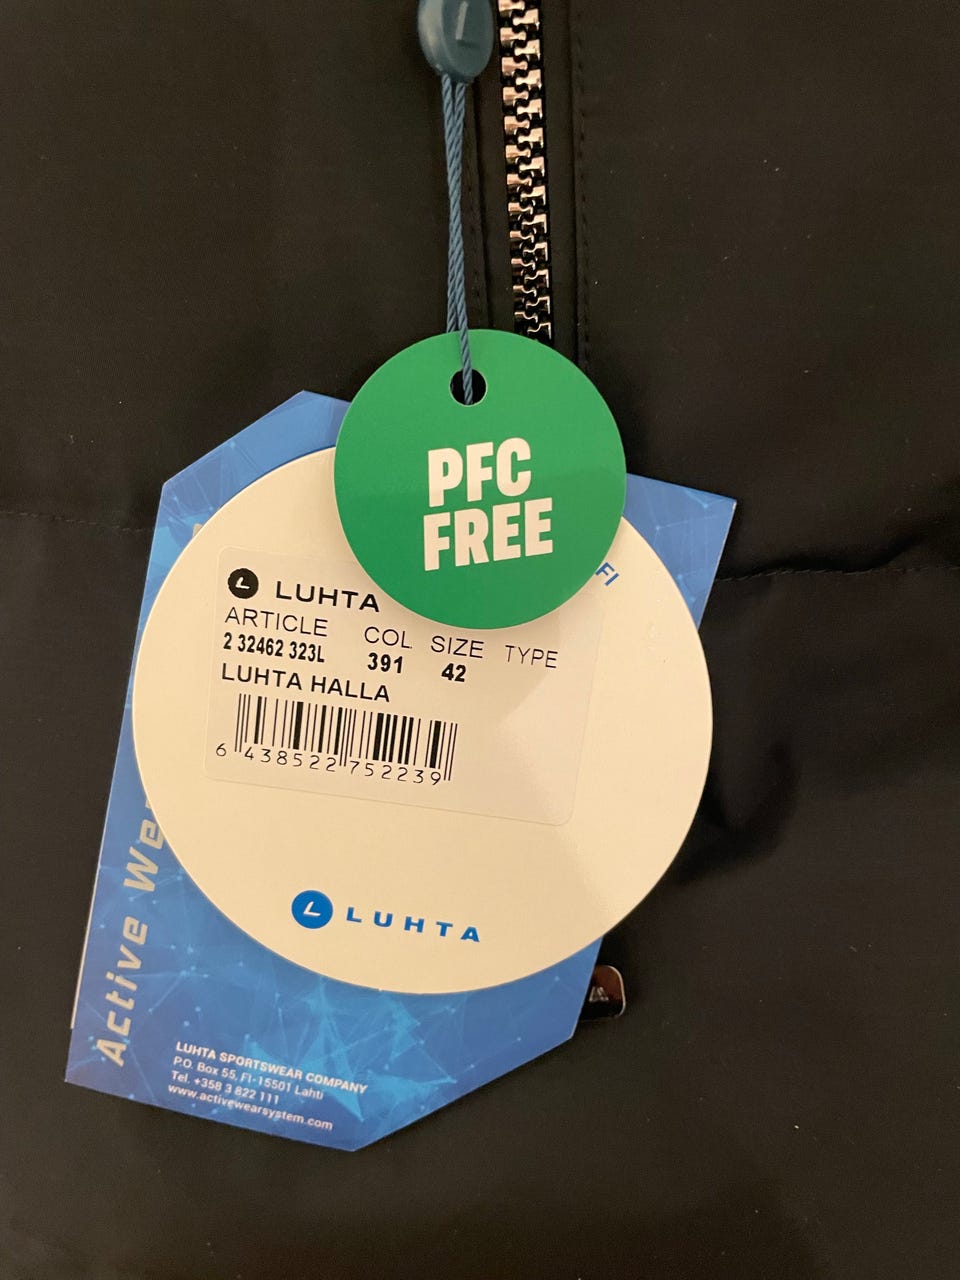 PFC
FREE
FI
LUHTA
ARTICLE COL. SIZE TYPE
2 32462 323L 391 42
LUHTA HALLA
6 438522 752239
LUHTA
Active
LUHTA SPORTSWEAR COMPANY
P.O. Box 55, FI-15501 Lahti
Tel. +358 3 822 111
www.activewearsystem.com